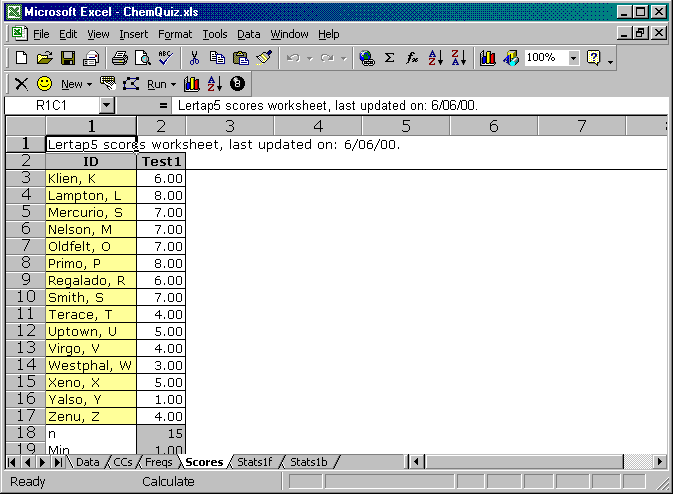 Microsoft Excel - ChemQuiz.xls
File Edit View Insert Format Tools Data Window Help
ABC Σ fx A Z Z A 100% ?
New Run A Z 8
R1C1 = Lertap5 scores worksheet, last updated on: 6/06/00.
1 2 3 4 5 6 7
1 Lertap5 scores worksheet, last updated on: 6/06/00.
2 ID Test1
3 Klien, K 6.00
4 Lampton, L 8.00
5 Mercurio, S 7.00
6 Nelson, M 7.00
7 Oldfelt, O 7.00
8 Primo, P 8.00
9 Regalado, R 6.00
10 Smith, S 7.00
11 Terace, T 4.00
12 Uptown, U 5.00
13 Virgo, V 4.00
14 Westphal, W 3.00
15 Xeno, X 5.00
16 Yalso, Y 1.00
17 Zenu, Z 4.00
18 n 15
19 Min 1.00
Data CCs Freqs Scores Stats1f Stats1b
Ready Calculate